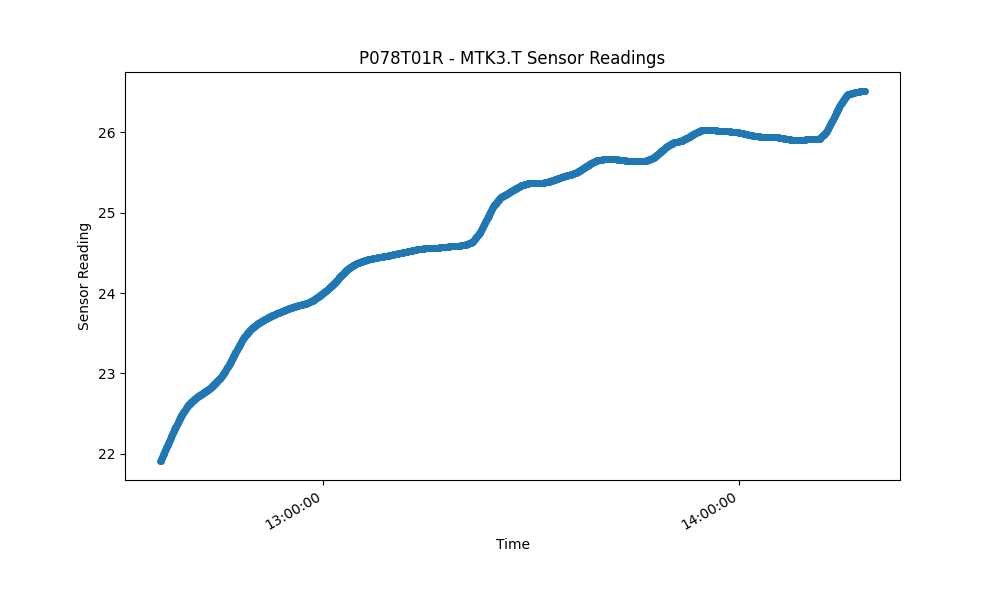 P078T01R - MTK3.T Sensor Readings
26
25
24
23
22
Sensor Reading
13:00:00
14:00:00
Time